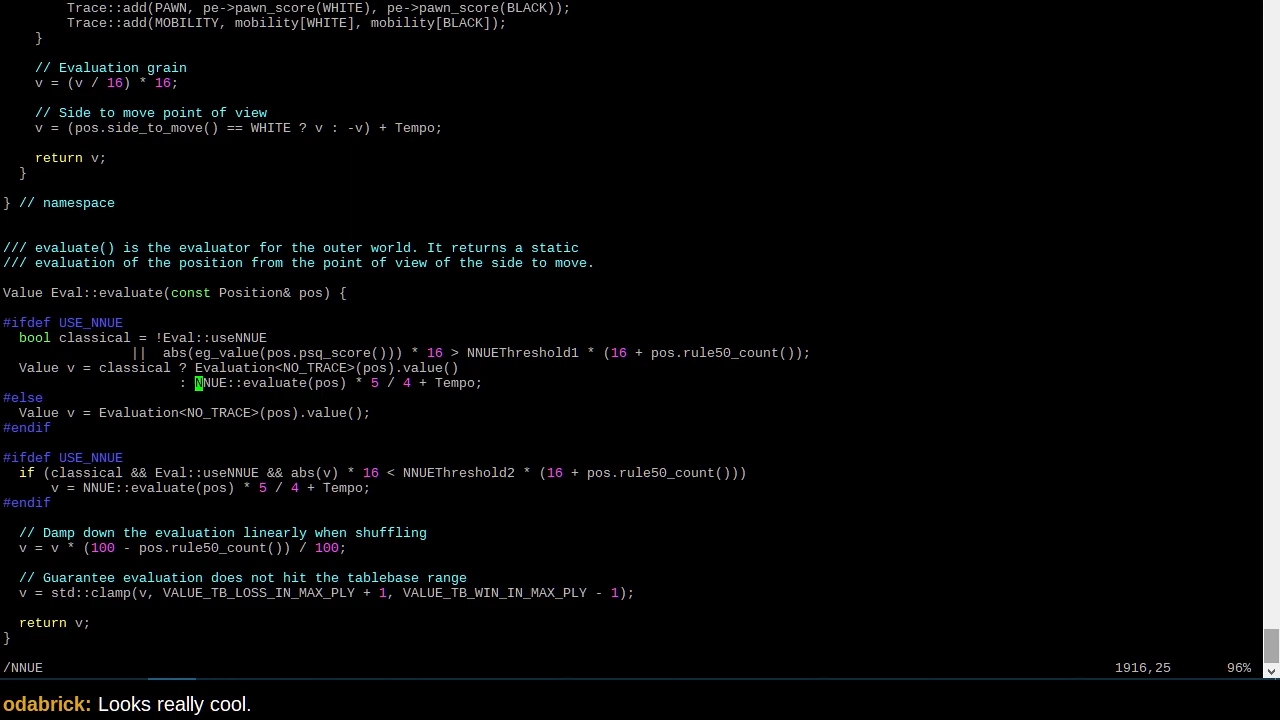 Trace::add(PAWN, pe->pawn_score(WHITE), pe->pawn_score(BLACK));
        Trace::add(MOBILITY, mobility[WHITE], mobility[BLACK]);
    }

    // Evaluation grain
    v = (v / 16) * 16;

    // Side to move point of view
    v = (pos.side_to_move() == WHITE ? v : -v) + Tempo;

    return v;
  }

} // namespace


/// evaluate() is the evaluator for the outer world. It returns a static
/// evaluation of the position from the point of view of the side to move.

Value Eval::evaluate(const Position& pos) {

#ifdef USE_NNUE
  bool classical = !Eval::useNNUE
                ||  abs(eg_value(pos.psq_score())) * 16 > NNUEThreshold1 * (16 + pos.rule50_count());
  Value v = classical ? Evaluation<NO_TRACE>(pos).value()
                      : NNUE::evaluate(pos) * 5 / 4 + Tempo;
#else
  Value v = Evaluation<NO_TRACE>(pos).value();
#endif

#ifdef USE_NNUE
  if (classical && Eval::useNNUE && abs(v) * 16 < NNUEThreshold2 * (16 + pos.rule50_count()))
      v = NNUE::evaluate(pos) * 5 / 4 + Tempo;
#endif

  // Damp down the evaluation linearly when shuffling
  v = v * (100 - pos.rule50_count()) / 100;

  // Guarantee evaluation does not hit the tablebase range
  v = std::clamp(v, VALUE_TB_LOSS_IN_MAX_PLY + 1, VALUE_TB_WIN_IN_MAX_PLY - 1);

  return v;
}

/NNUE 1916,25 96%
odabrick: Looks really cool.